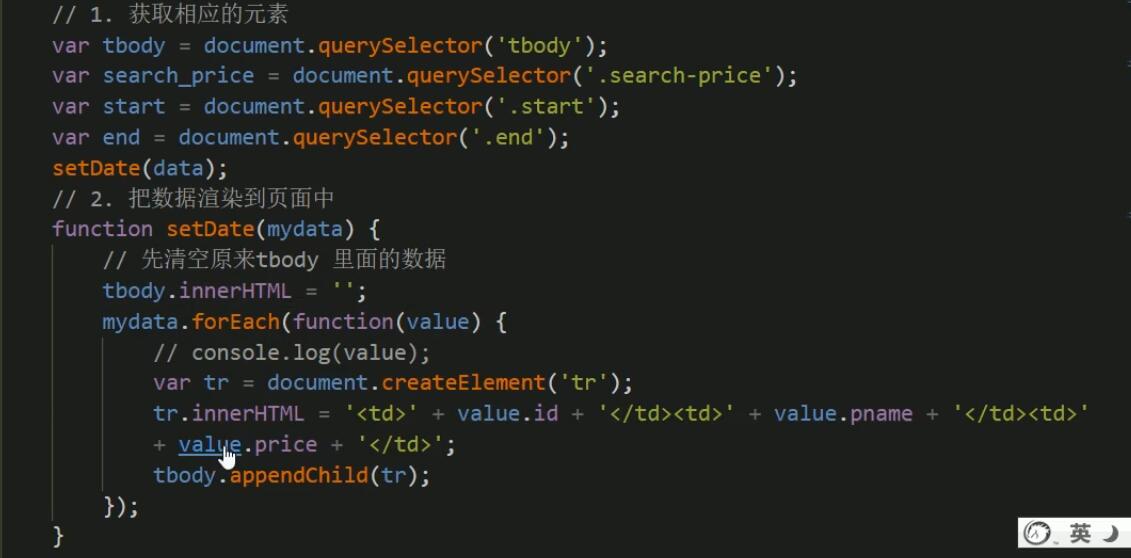 // 1. 获取相应的元素
var tbody = document.querySelector('tbody');
var search_price = document.querySelector('.search-price');
var start = document.querySelector('.start');
var end = document.querySelector('.end');
setDate(data);
// 2. 把数据渲染到页面中
function setDate(mydata) {
// 先清空原来tbody 里面的数据
tbody.innerHTML = '';
mydata.forEach(function(value) {
// console.log(value);
var tr = document.createElement('tr');
tr.innerHTML = '<td>' + value.id + '</td><td>' + value.pname + '</td><td>'
+ value.price + '</td>';
tbody.appendChild(tr);
});
}
英